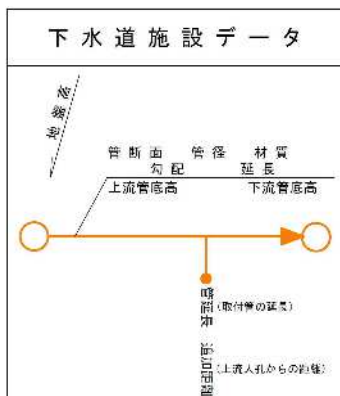 下水道施設データ
地盤高
管断面 管径 材質
勾配 延長
上流管底高 下流管底高
管延長 (取付管の延長)
追加距離 (上流人孔からの距離)